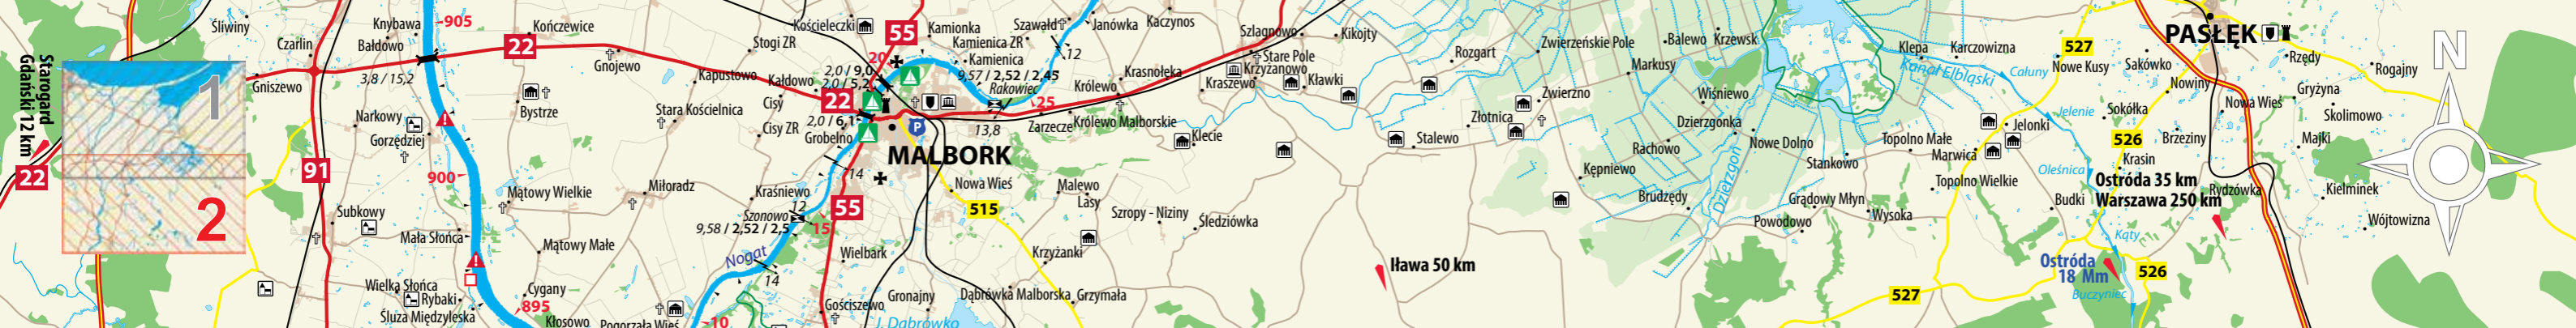 Śliwiny
Knybawa
905
Kończewice
Kościeleczki
55
Kamionka
Szawałd
Janówka
Kaczynos
Szlagnowo
Kikojty
PASŁĘK
N
Czarlin
Bałdowo
22
Stogi ZR
20
Kamienica ZR
12
Stare Pole
Rozgart
Zwierzeńskie Pole
Balewo
Krzewsk
Klepa
Karczowizna
527
Starogard
Gdański 12 km
3,8 / 15,2
Gnojewo
Kapustowo
Kałdowo
2,0 / 9,0
2,0 / 5,2
Kamienica
9,57 / 2,52 / 2,45
Rakowiec
Krasnołęka
Krzyżanowo
Markusy
Kanał Elbląski
Całuny
Nowe Kusy
Sakówko
Rzędy
Rogajny
Gniszewo
1
Bystrze
Stara Kościelnica
Cisy
22
25
Królewo
Kraszewo
Kławki
Zwierzno
Wiśniewo
Nowiny
Gryżyna
Narkowy
Gorzędziej
Cisy ZR
2,0 / 6,1
Grobelno
P
13,8
Zarzecze
Królewo Malborskie
Klecie
Stalewo
Złotnica
Dzierzgonka
Jelenie
Sokółka
Nowa Wieś
Skolimowo
22
91
MALBORK
Rachowo
Nowe Dolno
Topolno Małe
Jelonki
526
Brzeziny
Majki
900
Mątowy Wielkie
Miłoradz
Kraśniewo
14
Nowa Wieś
Malewo
Łasy
Kępniewo
Stankowo
Marwica
Krasin
Oleśnica
2
Subkowy
12
Szonowo
55
515
Szropy - Niziny
Śledziówka
Brudzędy
Dzierzgoń
Grądowy Młyn
Topolno Wielkie
Ostróda 35 km
Warszawa 250 km
Rydzówka
Kielminek
Mała Słońca
Mątowy Małe
9,58 / 2,52 / 2,5
15
Powodowo
Wysoka
Budki
Wójtowizna
Nogat
Wielbark
Krzyżanki
Iława 50 km
Kąty
Wielka Słońca
Rybaki
Cygany
14
Ostróda
18 Mm
526
Śluza Międzyleska
895
Kłosowo
Pogorzała Wieś
10
Gościszewo
Gronajny
Dąbrówka Malborska
Grzymała
J. Dąbrówko
527
Buczyniec